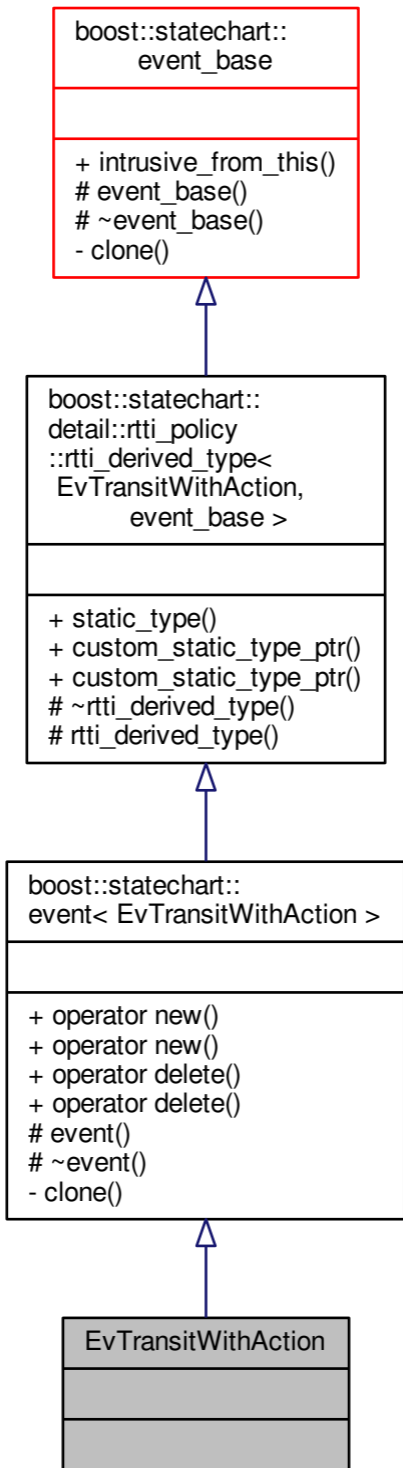 boost::statechart::
event_base
+ intrusive_from_this()
# event_base()
# ~event_base()
- clone()
boost::statechart::
detail::rtti_policy
::rtti_derived_type<
EvTransitWithAction,
event_base >
+ static_type()
+ custom_static_type_ptr()
+ custom_static_type_ptr()
# ~rtti_derived_type()
# rtti_derived_type()
boost::statechart::
event< EvTransitWithAction >
+ operator new()
+ operator new()
+ operator delete()
+ operator delete()
# event()
# ~event()
- clone()
EvTransitWithAction